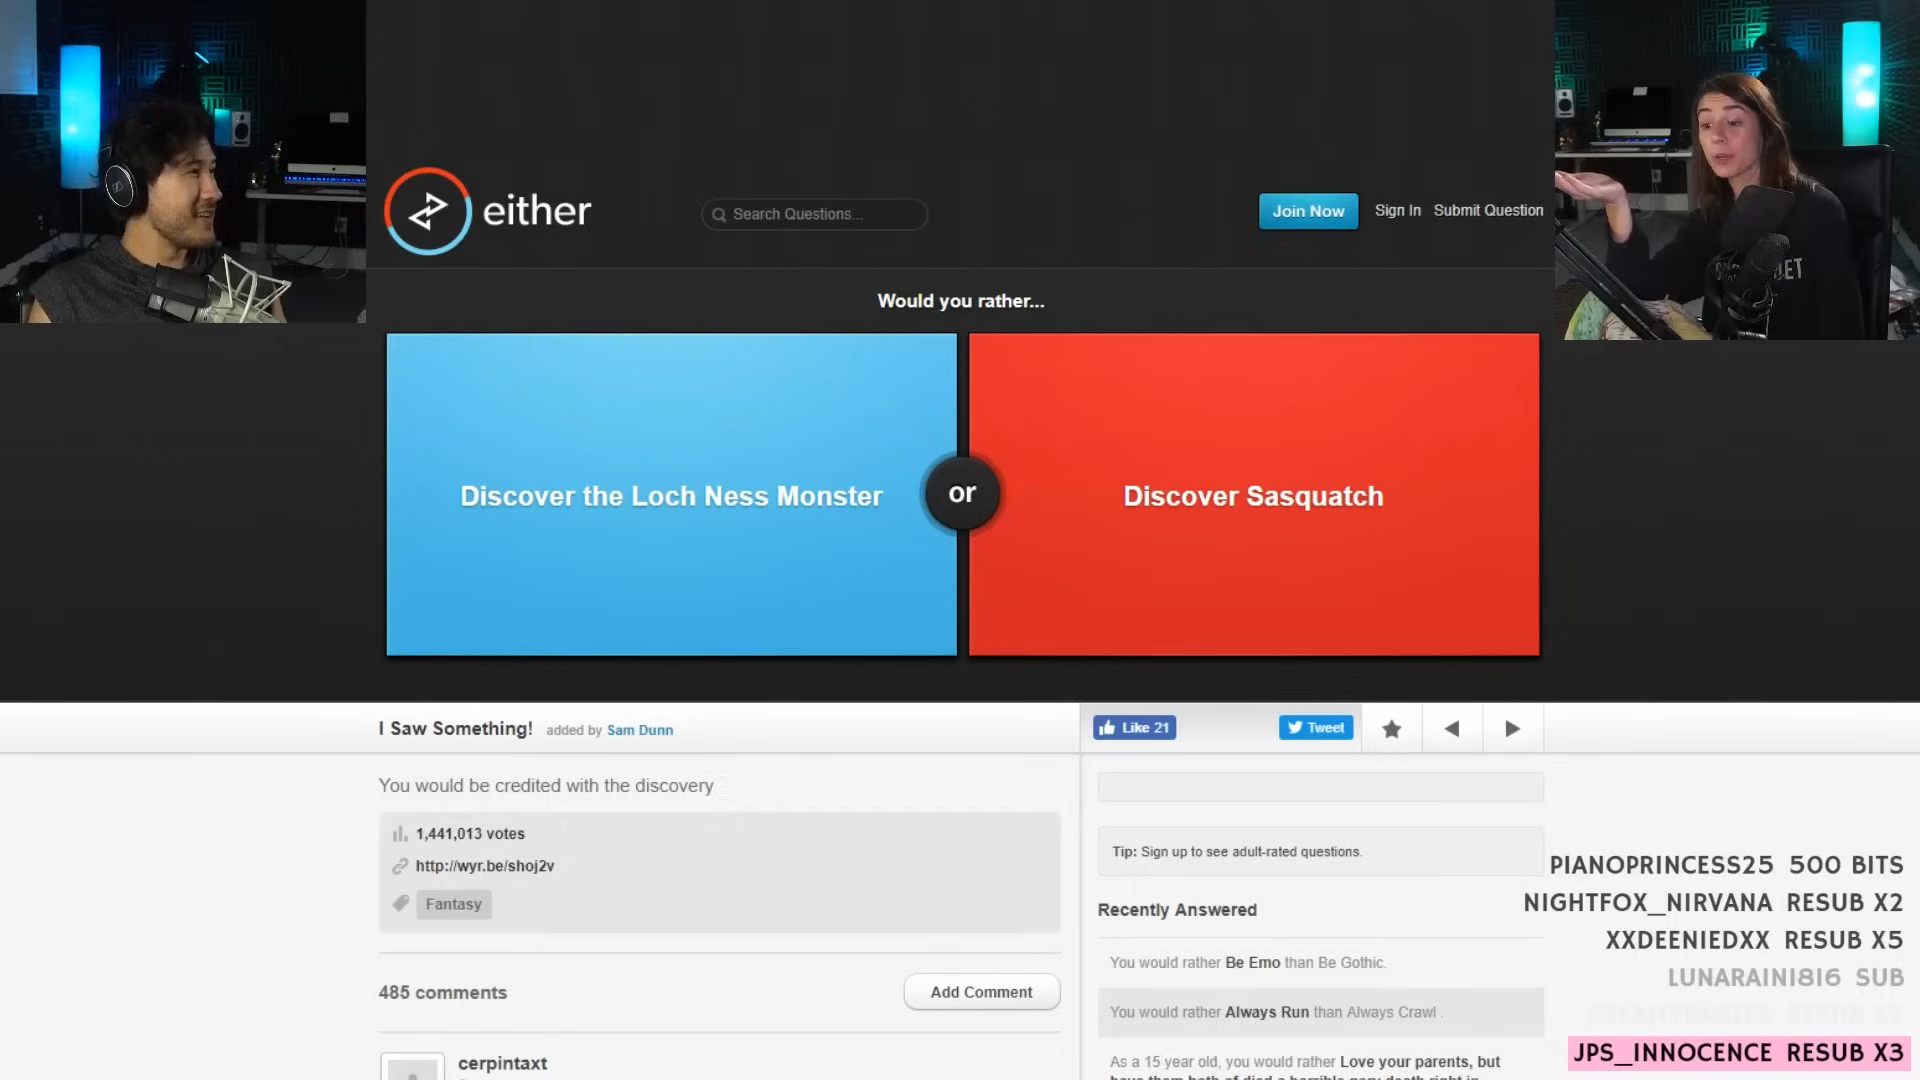 either
Search Questions...
Join Now
Sign In
Submit Question
Would you rather...
Discover the Loch Ness Monster
or
Discover Sasquatch
I Saw Something! added by Sam Dunn
Like 21
Tweet
You would be credited with the discovery
1,441,013 votes
http://wyr.be/shoj2v
Fantasy
485 comments
Add Comment
cerpintaxt
Tip: Sign up to see adult-rated questions.
Recently Answered
You would rather Be Emo than Be Gothic.
You would rather Always Run than Always Crawl .
As a 15 year old, you would rather Love your parents, but
PIANOPRINCESS25 500 BITS
NIGHTFOX_NIRVANA RESUB X2
XXDEENIEDXX RESUB X5
LUNARAIN1816 SUB
JPS_INNOCENCE RESUB X3